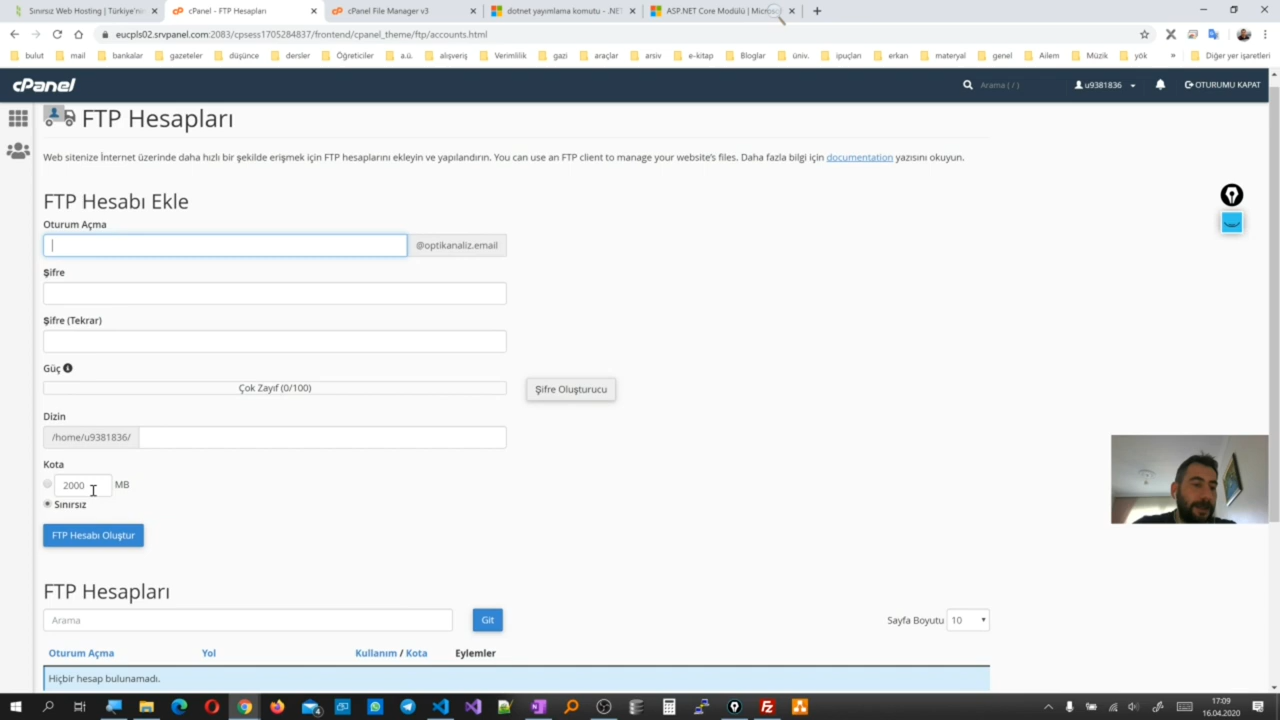 Sınırsız Web Hosting | Türkiye'nin
cPanel - FTP Hesapları
cPanel File Manager v3
dotnet yayımlama komutu - .NET
ASP.NET Core Modülü | Micros
eucpls02.srvpanel.com:2083/cpsess1705284837/frontend/cpanel_theme/ftp/accounts.html
bulut
mail
bankalar
gazeteler
düşünce
dersler
Öğreticiler
a.ü.
alışveriş
Verimlilik
gazi
araçlar
arsiv
e-kitap
Bloglar
üniv.
ipuçları
erkan
materyal
genel
Ailem
Müzik
yök
»
Diğer yer işaretleri
cPanel
Arama ( / )
u9381836
OTURUMU KAPAT
FTP Hesapları
Web sitenize İnternet üzerinde daha hızlı bir şekilde erişmek için FTP hesaplarını ekleyin ve yapılandırın. You can use an FTP client to manage your website's files. Daha fazla bilgi için documentation yazısını okuyun.
FTP Hesabı Ekle
Oturum Açma
@optikanaliz.email
Şifre
Şifre (Tekrar)
Güç
Çok Zayıf (0/100)
Şifre Oluşturucu
Dizin
/home/u9381836/
Kota
2000 MB
Sınırsız
FTP Hesabı Oluştur
FTP Hesapları
Arama
Git
Sayfa Boyutu 10
Oturum Açma Yol Kullanım / Kota Eylemler
Hiçbir hesap bulunamadı.
17:09
16.04.2020